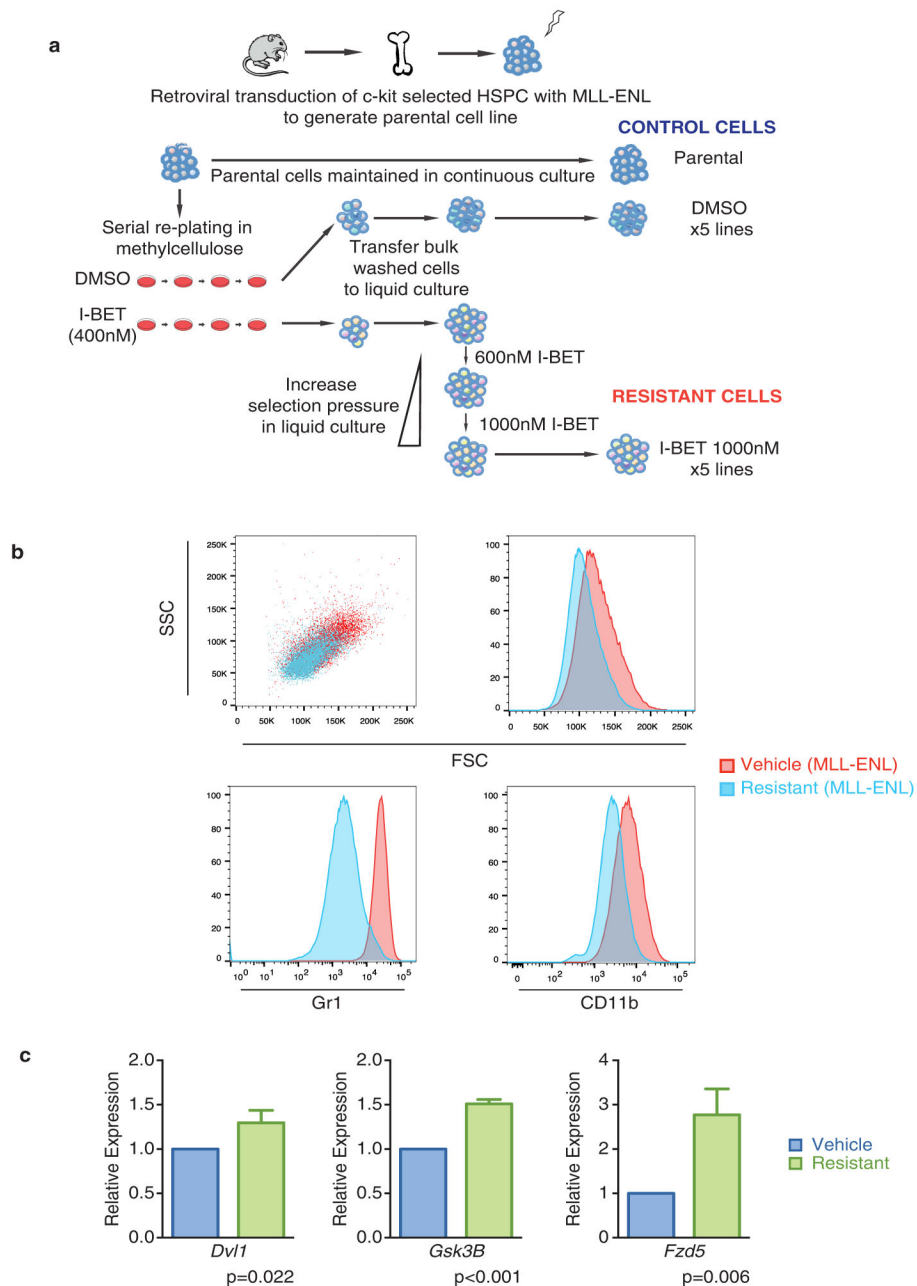 a
Retroviral transduction of c-kit selected HSPC with MLL-ENL
to generate parental cell line
CONTROL CELLS
Parental
Parental cells maintained in continuous culture
Serial re-plating in
methylcellulose
DMSO
x5 lines
Transfer bulk
washed cells
to liquid culture
DMSO
I-BET
(400nM)
600nM I-BET
Increase
selection pressure
in liquid culture
RESISTANT CELLS
1000nM I-BET
I-BET 1000nM
x5 lines
b
SSC
250K
200K
150K
100K
50K
0
0 50K 100K 150K 200K 250K
100
80
60
40
20
0
0 50K 100K 150K 200K 250K
FSC
Vehicle (MLL-ENL)
Resistant (MLL-ENL)
100
80
60
40
20
0
10⁰ 10¹ 10² 10³ 10⁴ 10⁵
Gr1
100
80
60
40
20
0
0 10³ 10⁴ 10⁵
CD11b
c
Relative Expression
2.0
1.5
1.0
0.5
0.0
Dvl1
p=0.022
Relative Expression
2.0
1.5
1.0
0.5
0.0
Gsk3B
p<0.001
Relative Expression
4
3
2
1
0
Fzd5
p=0.006
Vehicle
Resistant